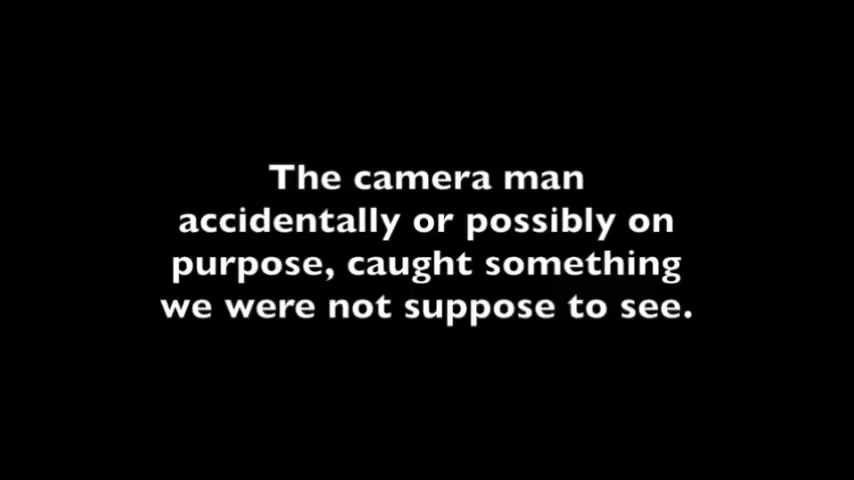 The camera man
accidentally or possibly on
purpose, caught something
we were not suppose to see.